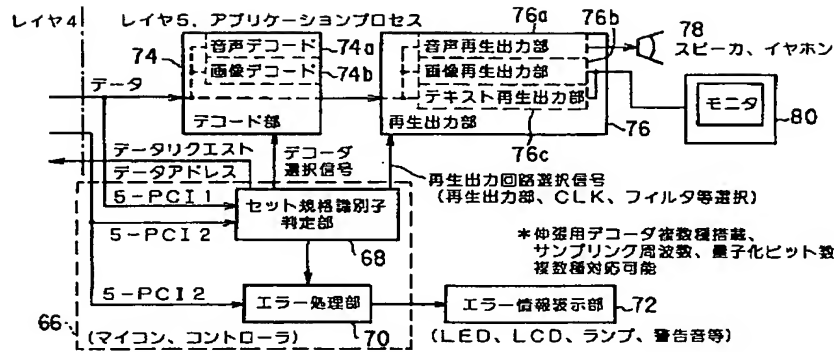 レイヤ4
レイヤ5、アプリケーションプロセス
74
音声デコード
74a
画像デコード
74b
デコード部
データ
76a
76b
音声再生出力部
画像再生出力部
テキスト再生出力部
再生出力部
76c
76
78
スピーカ、イヤホン
モニタ
80
データリクエスト
データアドレス
デコーダ
選択信号
再生出力回路選択信号
(再生出力部、CLK、フィルタ等選択)
5-PCI1
5-PCI2
セット規格識別子
判定部
68
*伸張用デコーダ複数種搭載、
サンプリング周波数、量子化ビット数
複数種対応可能
5-PCI2
エラー処理部
70
エラー情報表示部
72
66
(マイコン、コントローラ)
(LED、LCD、ランプ、警告音等)